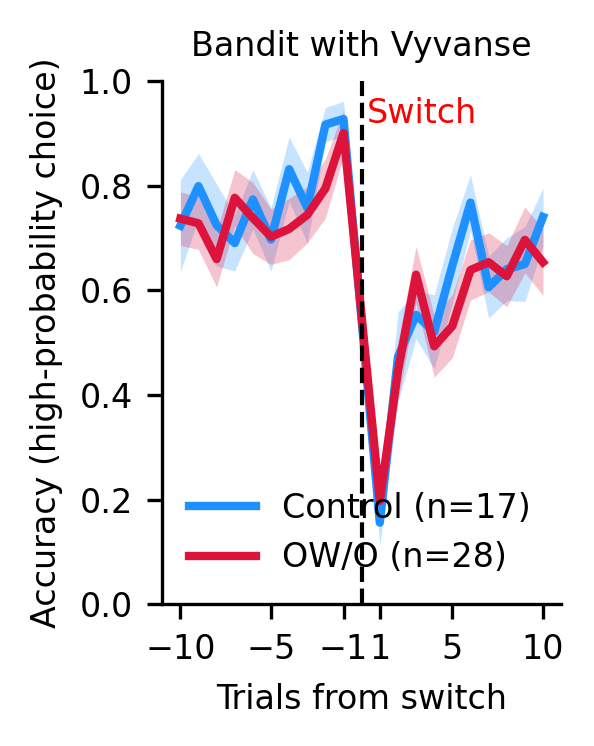 Bandit with Vyvanse
Accuracy (high-probability choice)
1.0
0.8
0.6
0.4
0.2
0.0
Switch
Control (n=17)
OW/O (n=28)
−10 −5 −1 1 5 10
Trials from switch